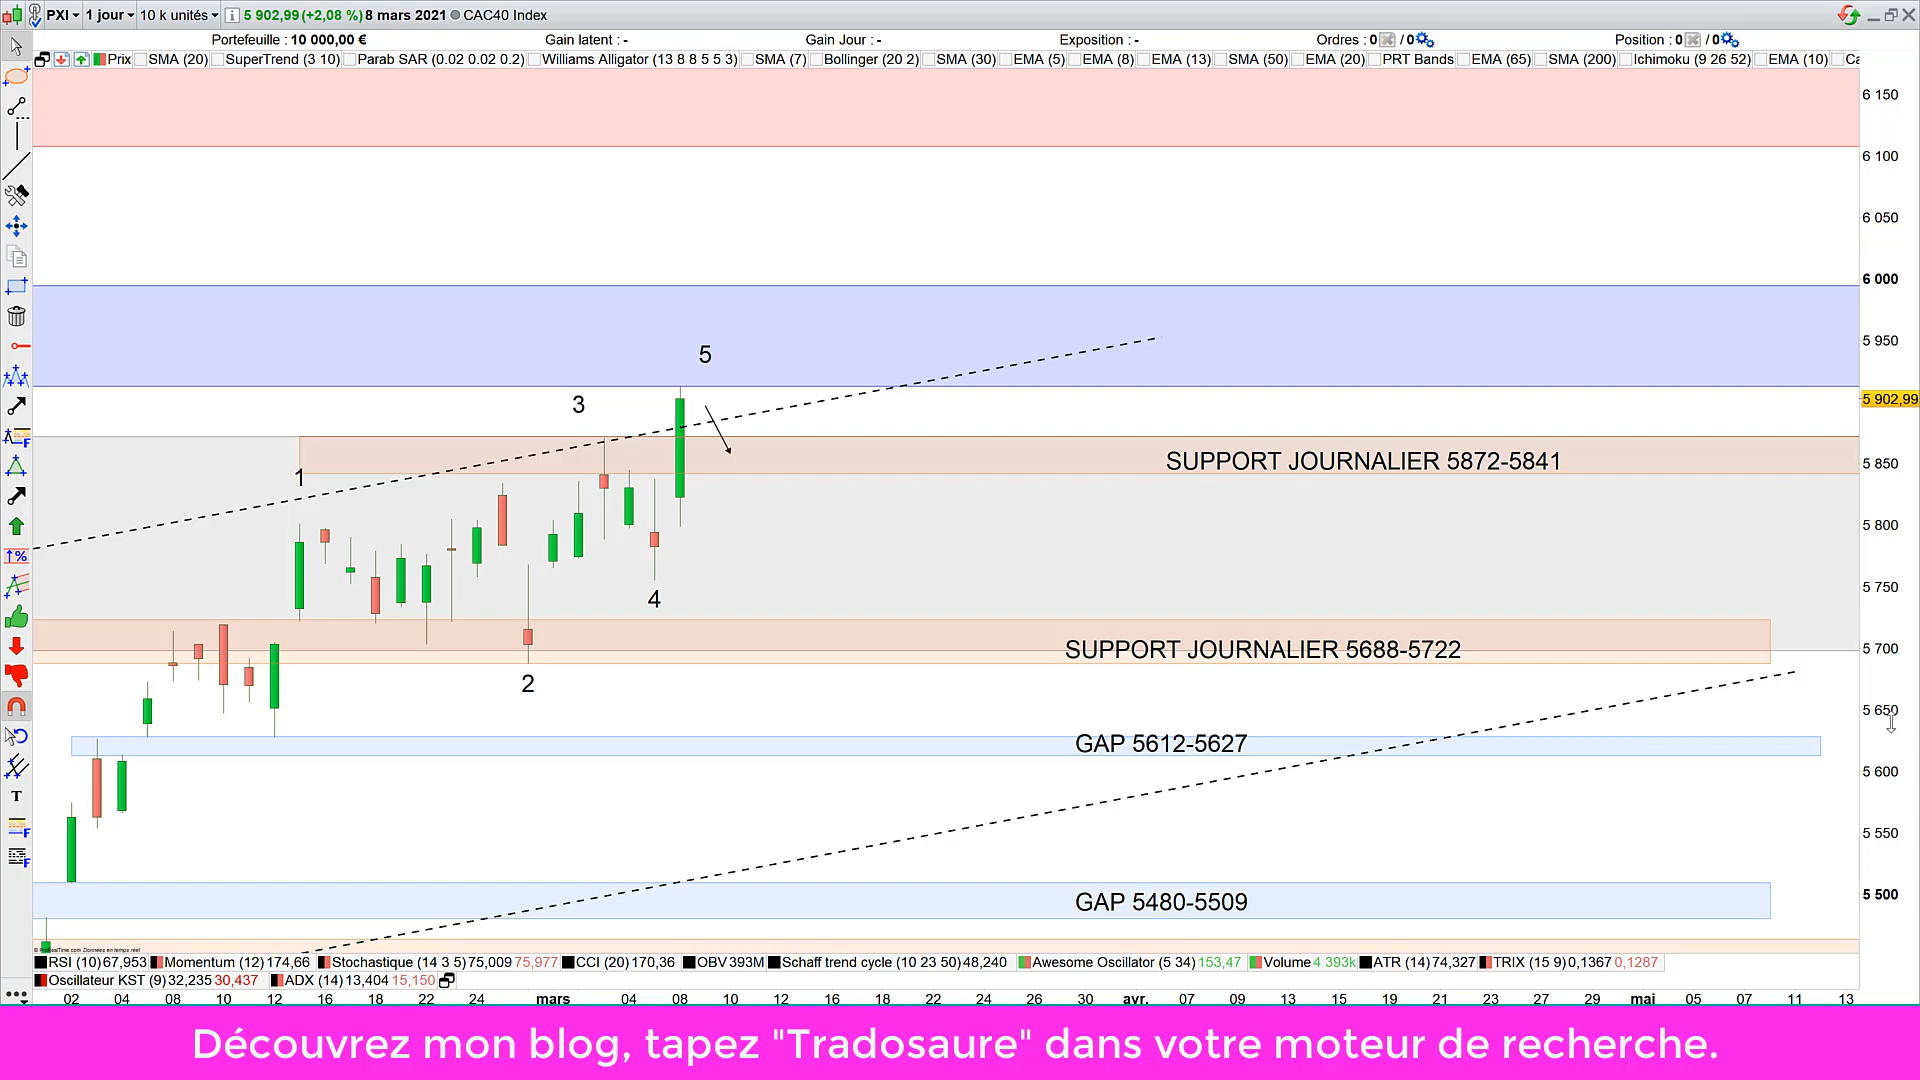 PXI 1 jour 10 k unités 5 902,99 (+2,08 %) 8 mars 2021 CAC40 Index
Portefeuille : 10 000,00 € Gain latent : - Gain Jour : - Exposition : - Ordres : 0 / 0 Position : 0 / 0
Prix SMA (20) SuperTrend (3 10) Parab SAR (0.02 0.02 0.2) Williams Alligator (13 8 8 5 5 3) SMA (7) Bollinger (20 2) SMA (30) EMA (5) EMA (8) EMA (13) SMA (50) EMA (20) PRT Bands EMA (65) SMA (200) Ichimoku (9 26 52) EMA (10) Ca
6 150
6 100
6 050
6 000
5 950
5
5 902,99
3
SUPPORT JOURNALIER 5872-5841
5 850
1
5 800
5 750
4
SUPPORT JOURNALIER 5688-5722
5 700
2
5 650
GAP 5612-5627
5 600
5 550
GAP 5480-5509
5 500
© ProRealTime.com Données en temps réel
RSI (10) 67,953 Momentum (12) 174,66 Stochastique (14 3 5) 75,009 75,977 CCI (20) 170,36 OBV 393M Schaff trend cycle (10 23 50) 48,240 Awesome Oscillator (5 34) 153,47 Volume 4 393k ATR (14) 74,327 TRIX (15 9) 0,1367 0,1287
Oscillateur KST (9) 32,235 30,437 ADX (14) 13,404 15,150
02 04 08 10 12 16 18 22 24 mars 04 08 10 12 16 18 22 24 26 30 avr. 07 09 13 15 19 21 23 27 29 mai 05 07 11 13
Découvrez mon blog, tapez "Tradosaure" dans votre moteur de recherche.